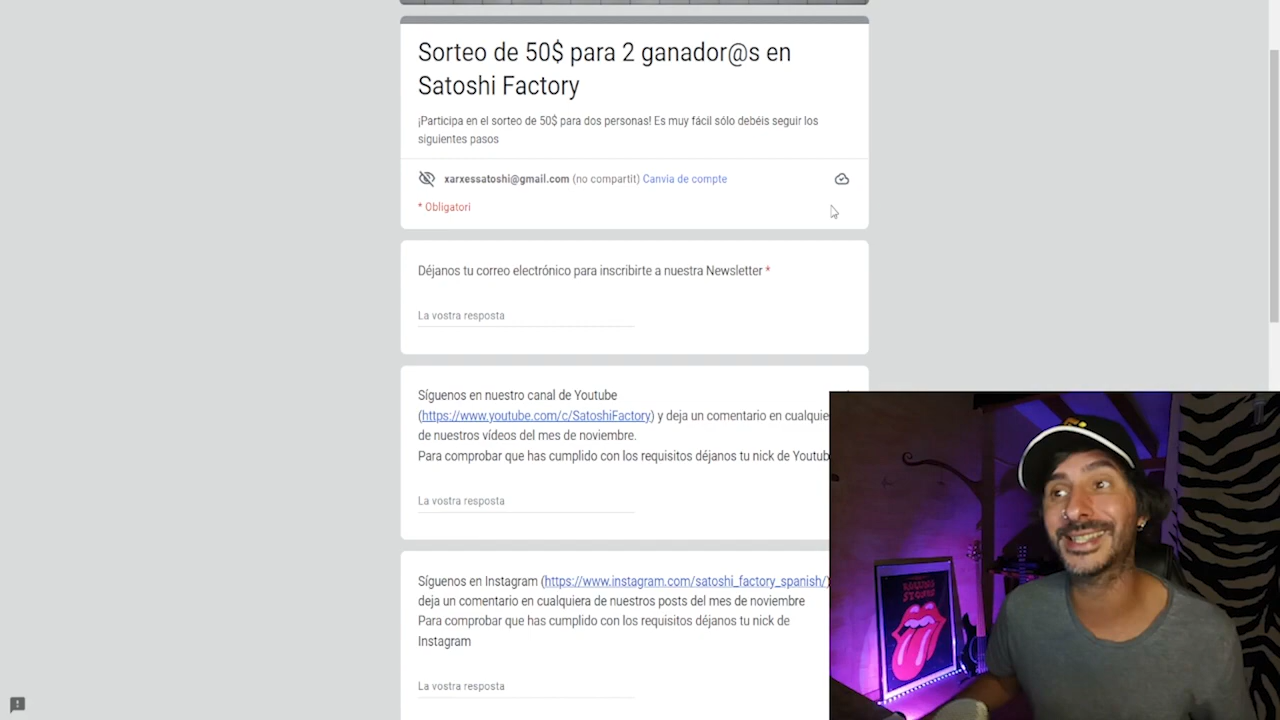 Sorteo de 50$ para 2 ganador@s en
Satoshi Factory
¡Participa en el sorteo de 50$ para dos personas! Es muy fácil sólo debéis seguir los
siguientes pasos
xarxessatoshi@gmail.com (no compartit) Canvia de compte
* Obligatori
Déjanos tu correo electrónico para inscribirte a nuestra Newsletter *
La vostra resposta
Síguenos en nuestro canal de Youtube
(https://www.youtube.com/c/SatoshiFactory) y deja un comentario en cualquie
de nuestros vídeos del mes de noviembre.
Para comprobar que has cumplido con los requisitos déjanos tu nick de Youtub
La vostra resposta
Síguenos en Instagram (https://www.instagram.com/satoshi_factory_spanish/)
deja un comentario en cualquiera de nuestros posts del mes de noviembre
Para comprobar que has cumplido con los requisitos déjanos tu nick de
Instagram
La vostra resposta
ROLLING
STONES